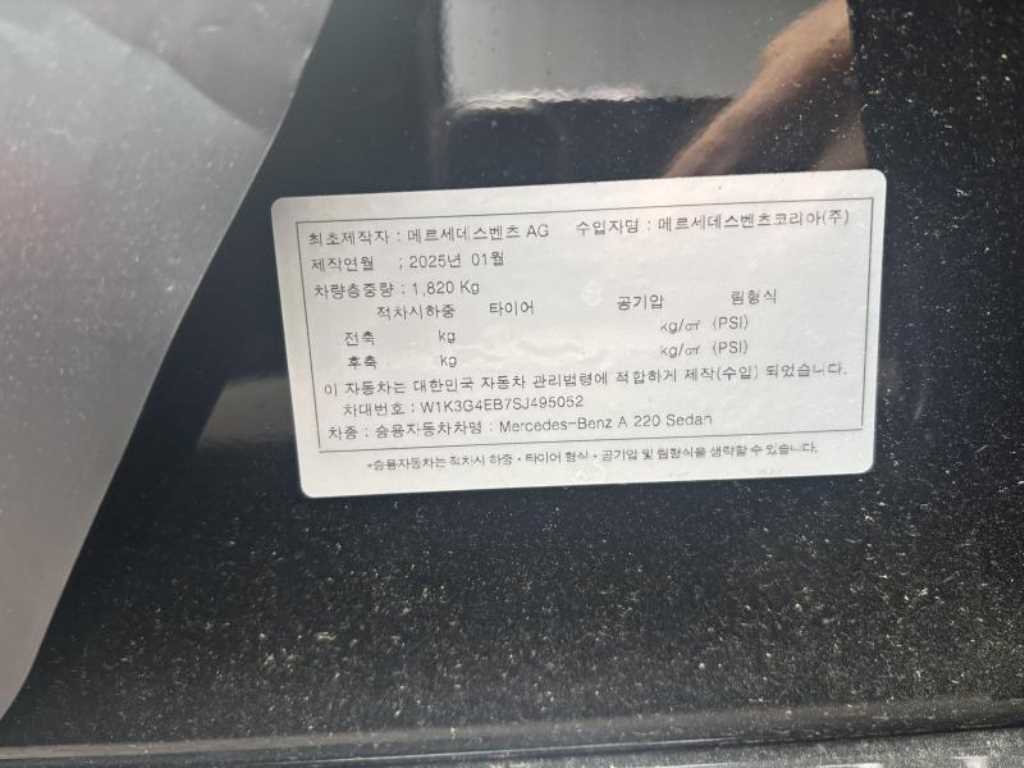 최초제작자 : 메르세데스벤츠 AG 수입자명 : 메르세데스벤츠코리아(주)
제작연월 : 2025년 01월
차량총중량 : 1,820 Kg
적차시하중 타이어 공기압 림형식
전축 kg kg/㎠ (PSI)
후축 kg kg/㎠ (PSI)
이 자동차는 대한민국 자동차 관리법령에 적합하게 제작(수입) 되었습니다.
차대번호 : W1K3G4EB7SJ495052
차종 : 승용자동차차명 : Mercedes-Benz A 220 Sedan
*승용자동차는 적차시 하중・타이어 형식・공기압 및 림형식을 생략할 수 있습니다.